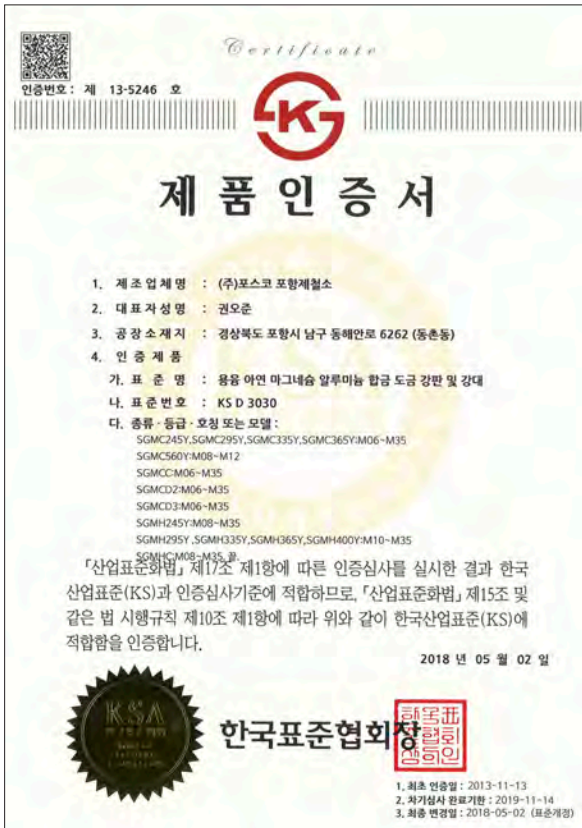 Certificate
인증번호 : 제 13-5246 호
제품인증서
1. 제조업체명 : (주)포스코 포항제철소
2. 대표자성명 : 권오준
3. 공장소재지 : 경상북도 포항시 남구 동해안로 6262 (동촌동)
4. 인증제품
가. 표준명 : 용융 아연 마그네슘 알루미늄 합금 도금 강판 및 강대
나. 표준번호 : KS D 3030
다. 종류 · 등급 · 호칭 또는 모델 :
SGMC245Y,SGMC295Y,SGMC335Y,SGMC365Y:M06~M35
SGMC560Y:M08~M12
SGMCC:M06~M35
SGMCD2:M06~M35
SGMCD3:M06~M35
SGMH245Y:M08~M35
SGMH295Y,SGMH335Y,SGMH365Y,SGMH400Y:M10~M35
SGMHC:M08~M35. 끝.
「산업표준화법」 제17조 제1항에 따른 인증심사를 실시한 결과 한국
산업표준(KS)과 인증심사기준에 적합하므로, 「산업표준화법」 제15조 및
같은 법 시행규칙 제10조 제1항에 따라 위와 같이 한국산업표준(KS)에
적합함을 인증합니다.
2018 년 05 월 02 일
KSA
한국표준협회장
1. 최초 인증일 : 2013-11-13
2. 차기심사 완료기한 : 2019-11-14
3. 최종 변경일 : 2018-05-02 (표준개정)